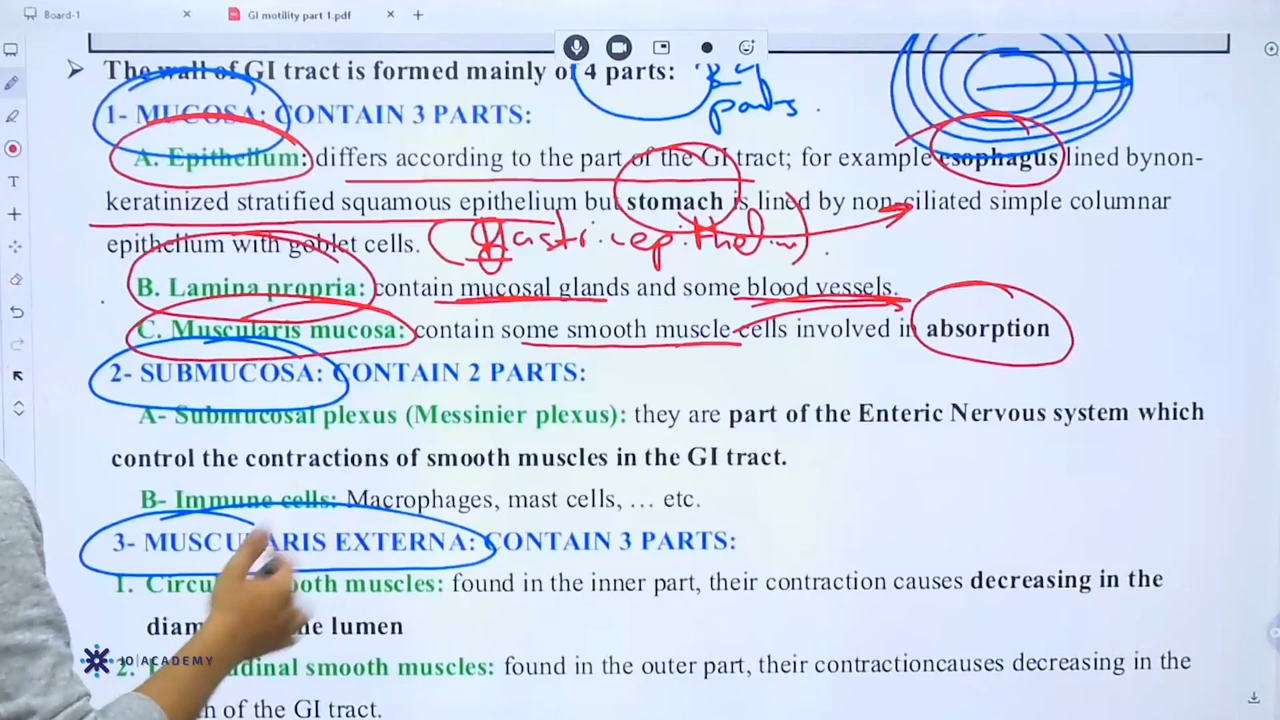 Board-1
GI motility part 1.pdf
The wall of GI tract is formed mainly of 4 parts:
parts
1- MUCOSA: CONTAIN 3 PARTS:
A. Epithelium: differs according to the part of the GI tract; for example esophagus lined bynon-
keratinized stratified squamous epithelium but stomach is lined by non-ciliated simple columnar
epithelium with goblet cells. (Gastric epithelium)
B. Lamina propria: contain mucosal glands and some blood vessels.
C. Muscularis mucosa: contain some smooth muscle cells involved in absorption
2- SUBMUCOSA: CONTAIN 2 PARTS:
A- Submucosal plexus (Messinier plexus): they are part of the Enteric Nervous system which
control the contractions of smooth muscles in the GI tract.
B- Immune cells: Macrophages, mast cells, … etc.
3- MUSCULARIS EXTERNA: CONTAIN 3 PARTS:
1. muscles: found in the inner part, their contraction causes decreasing in the
lumen
2. smooth muscles: found in the outer part, their contractioncauses decreasing in the
of the GI tract.
JO|ACADEMY